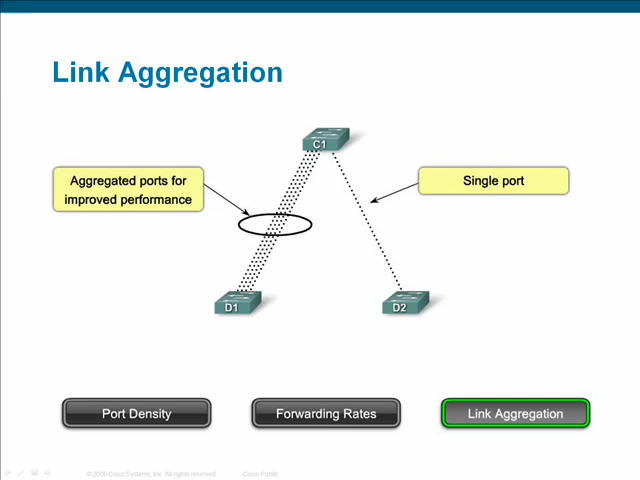 Link Aggregation
C1
Aggregated ports for
improved performance
Single port
D1
D2
Port Density
Forwarding Rates
Link Aggregation
Cisco Systems, Inc. All rights reserved.
Cisco Public